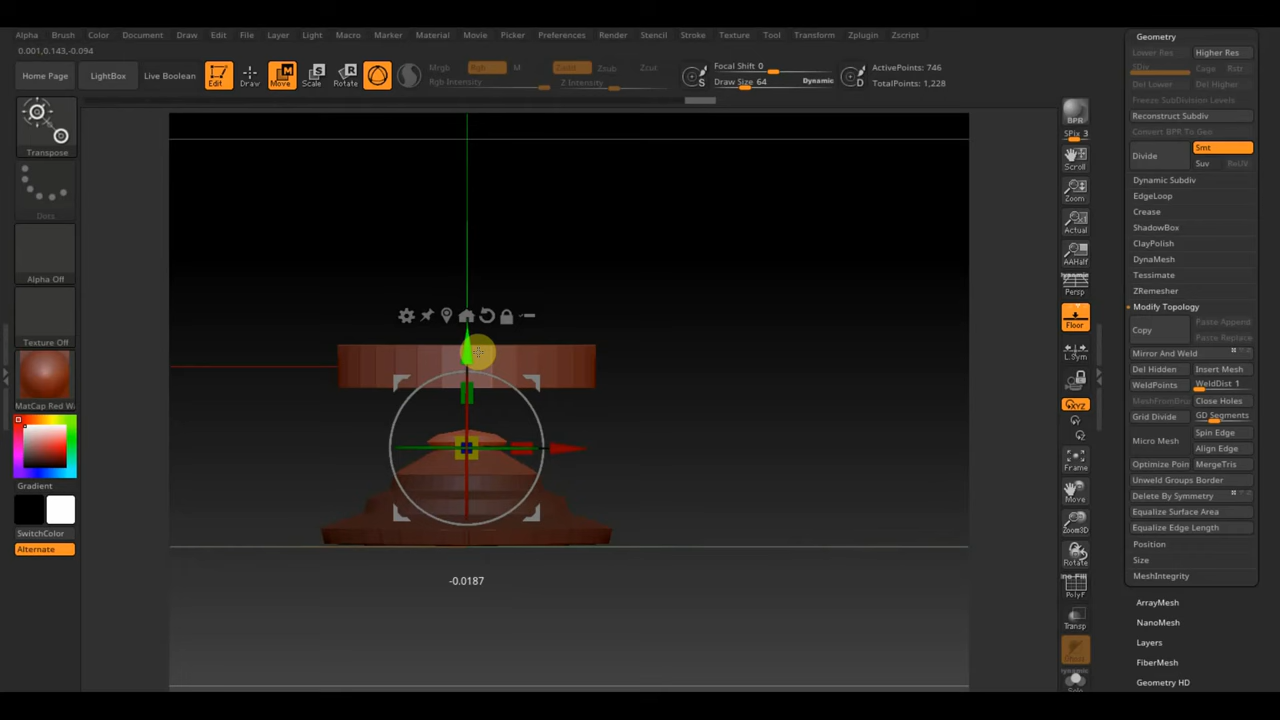 Alpha Brush Color Document Draw Edit File Layer Light Macro Marker Material Movie Picker Preferences Render Stencil Stroke Texture Tool Transform Zplugin Zscript
0.001,0.143,-0.094
Home Page LightBox Live Boolean Edit Draw Move Scale Rotate
Mrgb Rgb M
Rgb Intensity
Zadd Zsub Zcut
Z Intensity
Focal Shift 0
Draw Size 64 Dynamic
S
D
ActivePoints: 746
TotalPoints: 1,228
Transpose
Dots
Alpha Off
Texture Off
MatCap Red Wa
Gradient
SwitchColor
Alternate
-0.0187
BPR
SPix 3
Scroll
Zoom
Actual
AAHalf
Dynamic
Persp
Floor
L.Sym
XYZ
Y
Z
Frame
Move
Zoom3D
Rotate
PolyF
Transp
Dynamic
Solo
Geometry
Lower Res Higher Res
SDiv Cage Rstr
Del Lower Del Higher
Freeze SubDivision Levels
Reconstruct Subdiv
Convert BPR To Geo
Divide Smt
Suv ReUV
Dynamic Subdiv
EdgeLoop
Crease
ShadowBox
ClayPolish
DynaMesh
Tessimate
ZRemesher
Modify Topology
Copy Paste Append
Paste Replace
Mirror And Weld
Del Hidden Insert Mesh
WeldPoints WeldDist 1
MeshFromBrus Close Holes
Grid Divide GD Segments
Micro Mesh Spin Edge
Align Edge
Optimize Poin MergeTris
Unweld Groups Border
Delete By Symmetry
Equalize Surface Area
Equalize Edge Length
Position
Size
MeshIntegrity
ArrayMesh
NanoMesh
Layers
FiberMesh
Geometry HD